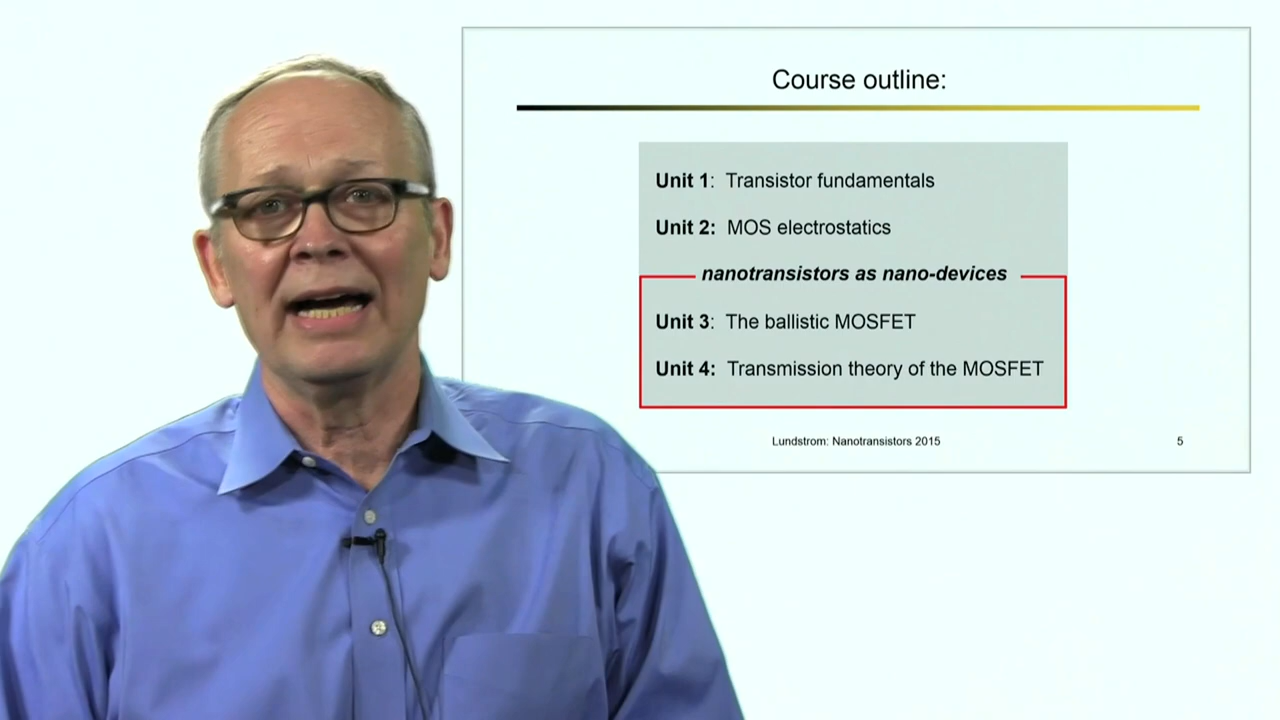 Course outline:
Unit 1: Transistor fundamentals
Unit 2: MOS electrostatics
nanotransistors as nano-devices
Unit 3: The ballistic MOSFET
Unit 4: Transmission theory of the MOSFET
Lundstrom: Nanotransistors 2015
5